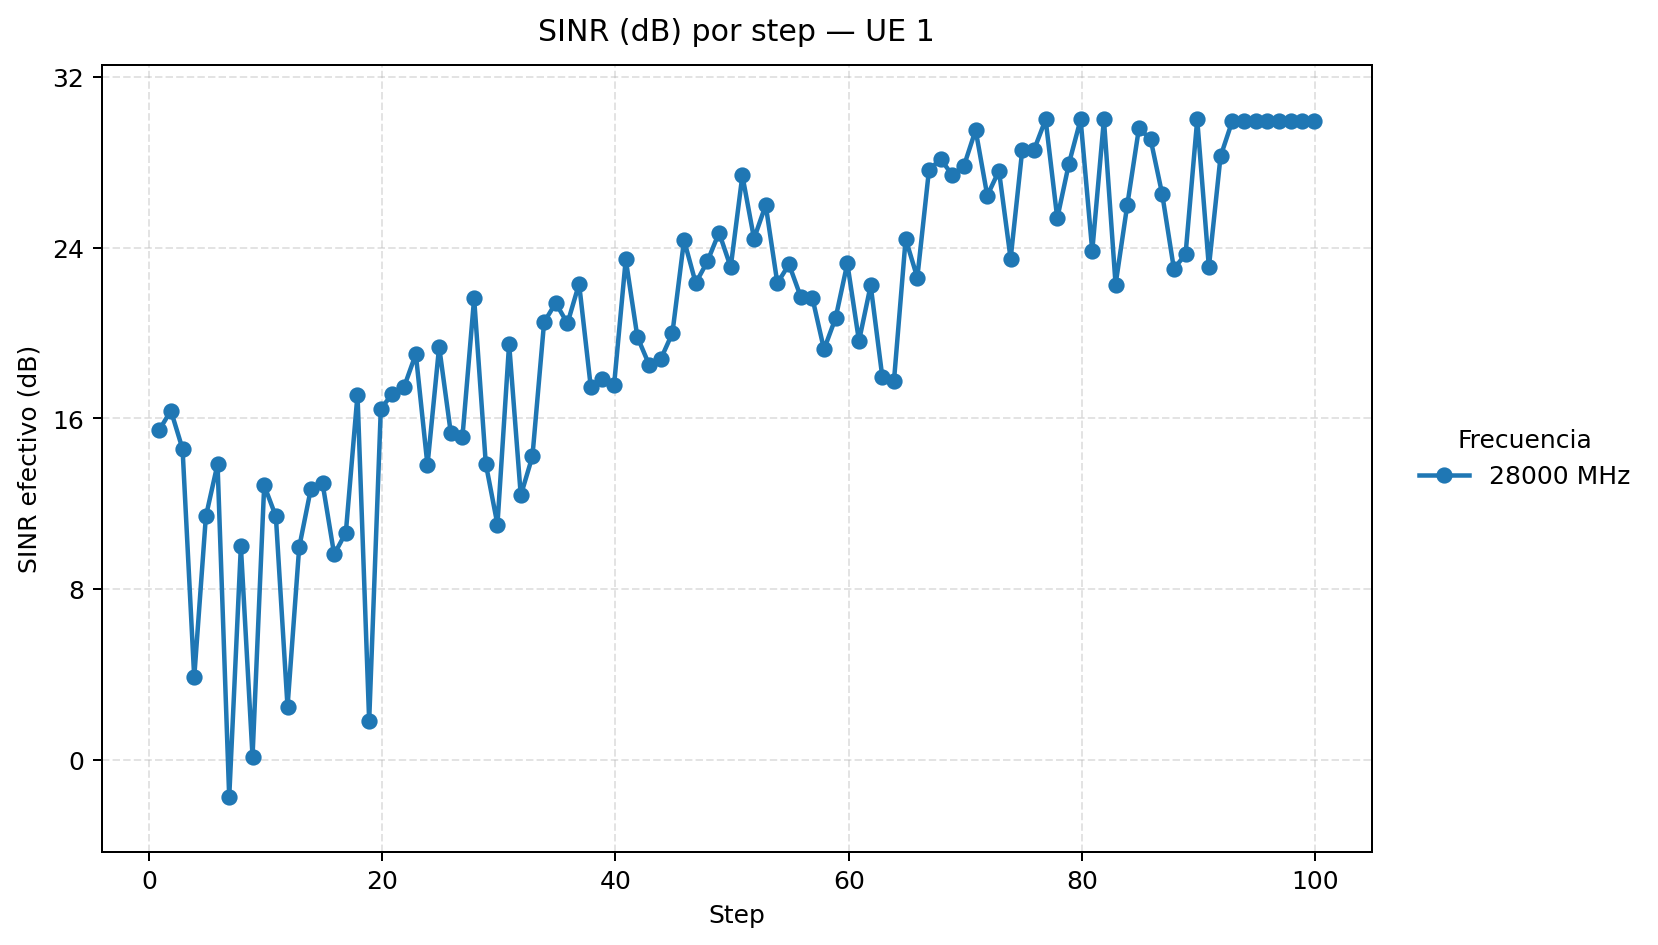 SINR (dB) por step — UE 1
SINR efectivo (dB)
32
24
16
8
0
0
20
40
60
80
100
Step
Frecuencia
28000 MHz